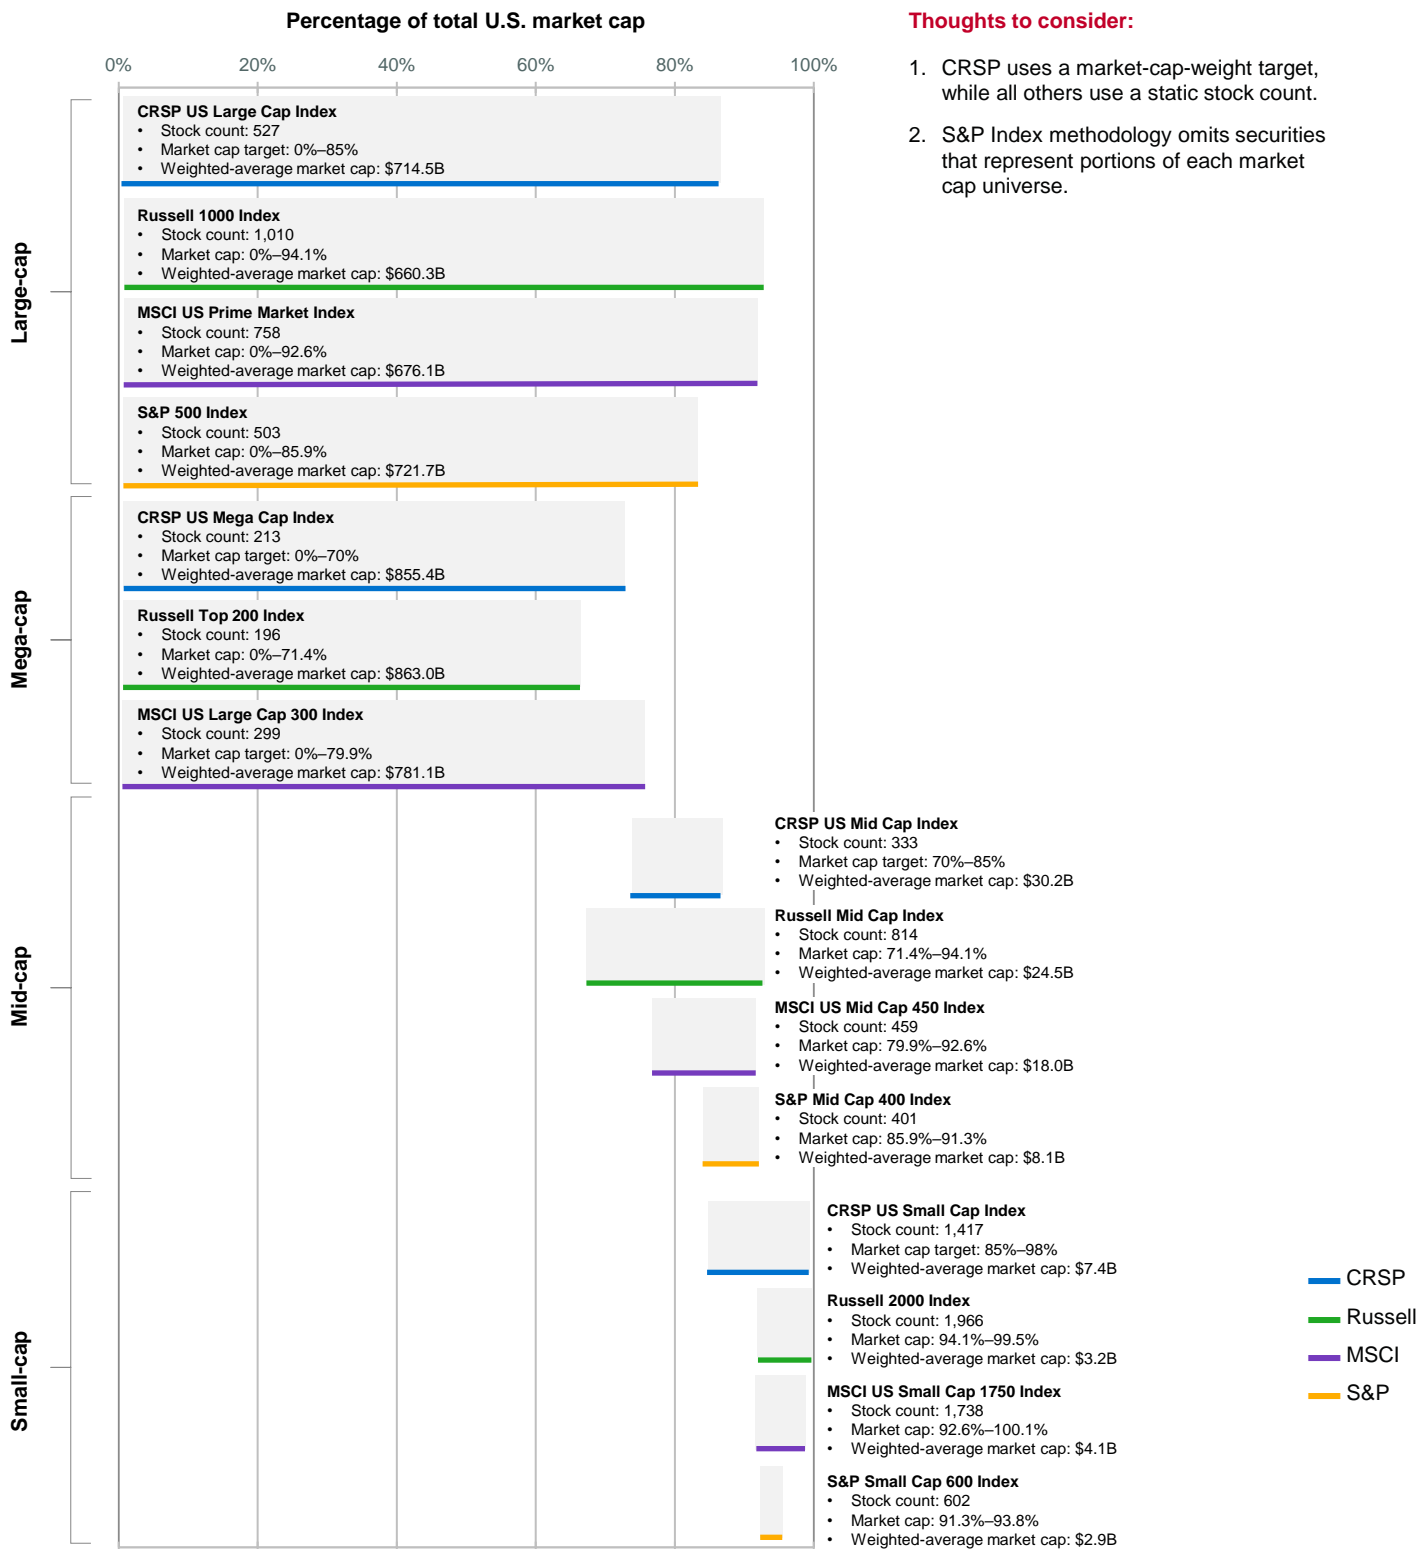 Percentage of total U.S. market cap
0% 20% 40% 60% 80% 100%
Large-cap
CRSP US Large Cap Index
• Stock count: 527
• Market cap target: 0%–85%
• Weighted-average market cap: $714.5B
Russell 1000 Index
• Stock count: 1,010
• Market cap: 0%–94.1%
• Weighted-average market cap: $660.3B
MSCI US Prime Market Index
• Stock count: 758
• Market cap: 0%–92.6%
• Weighted-average market cap: $676.1B
S&P 500 Index
• Stock count: 503
• Market cap: 0%–85.9%
• Weighted-average market cap: $721.7B
Mega-cap
CRSP US Mega Cap Index
• Stock count: 213
• Market cap target: 0%–70%
• Weighted-average market cap: $855.4B
Russell Top 200 Index
• Stock count: 196
• Market cap: 0%–71.4%
• Weighted-average market cap: $863.0B
MSCI US Large Cap 300 Index
• Stock count: 299
• Market cap target: 0%–79.9%
• Weighted-average market cap: $781.1B
Mid-cap
CRSP US Mid Cap Index
• Stock count: 333
• Market cap target: 70%–85%
• Weighted-average market cap: $30.2B
Russell Mid Cap Index
• Stock count: 814
• Market cap: 71.4%–94.1%
• Weighted-average market cap: $24.5B
MSCI US Mid Cap 450 Index
• Stock count: 459
• Market cap: 79.9%–92.6%
• Weighted-average market cap: $18.0B
S&P Mid Cap 400 Index
• Stock count: 401
• Market cap: 85.9%–91.3%
• Weighted-average market cap: $8.1B
Small-cap
CRSP US Small Cap Index
• Stock count: 1,417
• Market cap target: 85%–98%
• Weighted-average market cap: $7.4B
Russell 2000 Index
• Stock count: 1,966
• Market cap: 94.1%–99.5%
• Weighted-average market cap: $3.2B
MSCI US Small Cap 1750 Index
• Stock count: 1,738
• Market cap: 92.6%–100.1%
• Weighted-average market cap: $4.1B
S&P Small Cap 600 Index
• Stock count: 602
• Market cap: 91.3%–93.8%
• Weighted-average market cap: $2.9B
Thoughts to consider:
1. CRSP uses a market-cap-weight target,
while all others use a static stock count.
2. S&P Index methodology omits securities
that represent portions of each market
cap universe.
CRSP
Russell
MSCI
S&P